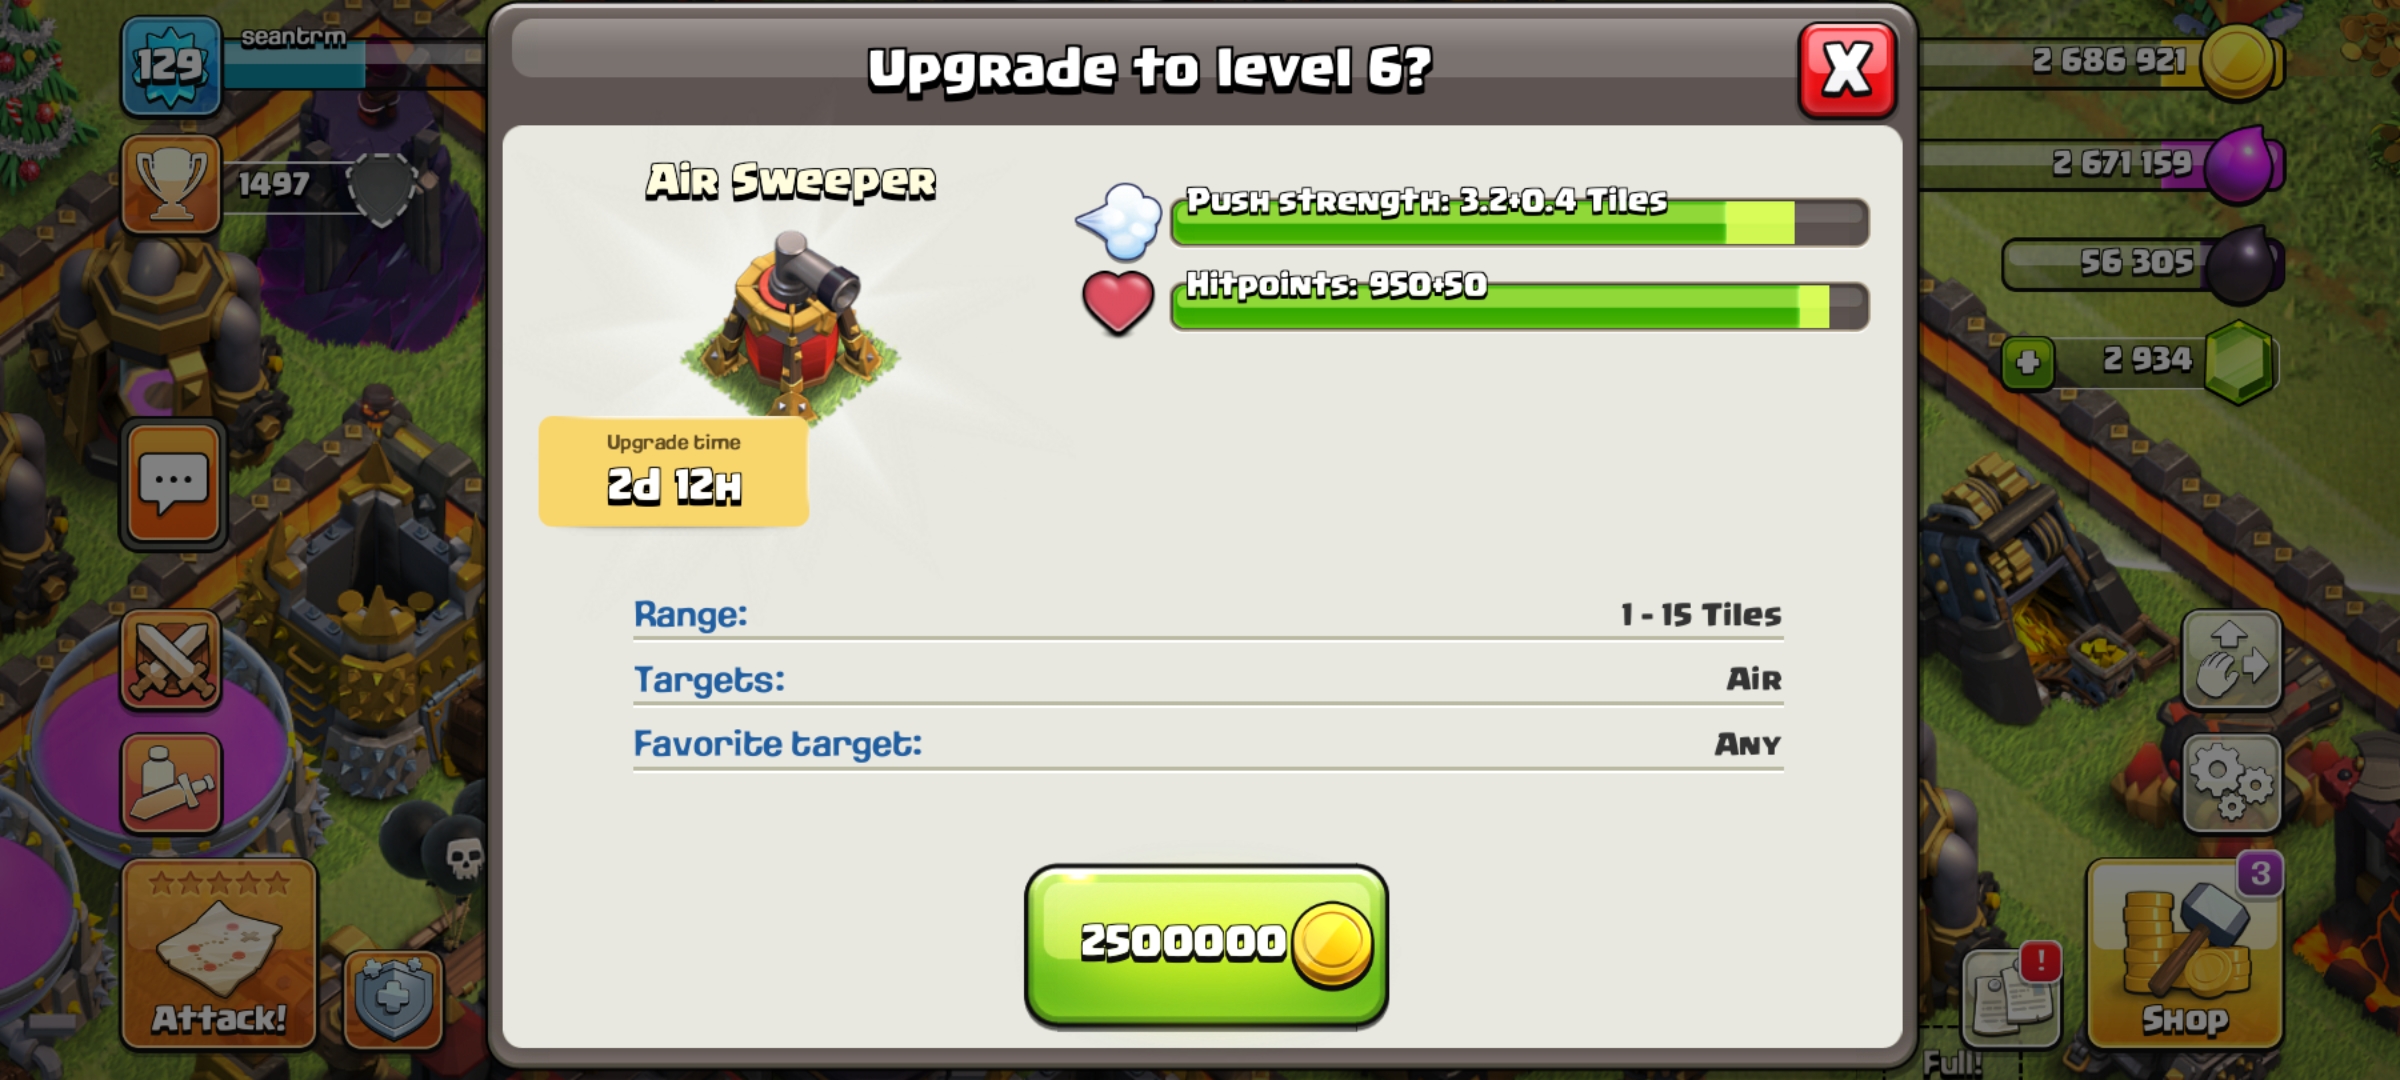 129
seantrm
1497
Attack!
Upgrade to level 6?
X
Air Sweeper
Push strength: 3.2+0.4 Tiles
Hitpoints: 950+50
Upgrade time
2d 12H
Range: 1 - 15 Tiles
Targets: Air
Favorite target: Any
2500000
2 686 921
2 671 159
56 305
2 934
3
!
Shop
Full!